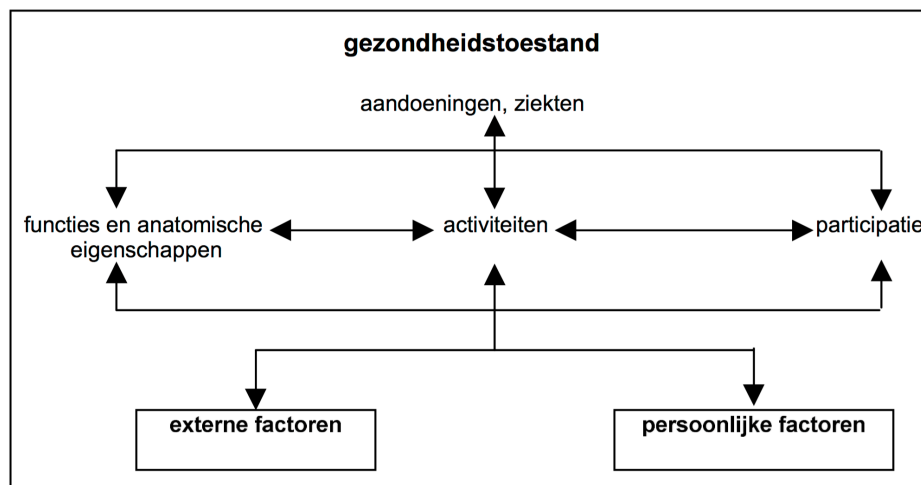 gezondheidstoestand
aandoeningen, ziekten
functies en anatomische
eigenschappen
activiteiten
participatie
externe factoren
persoonlijke factoren